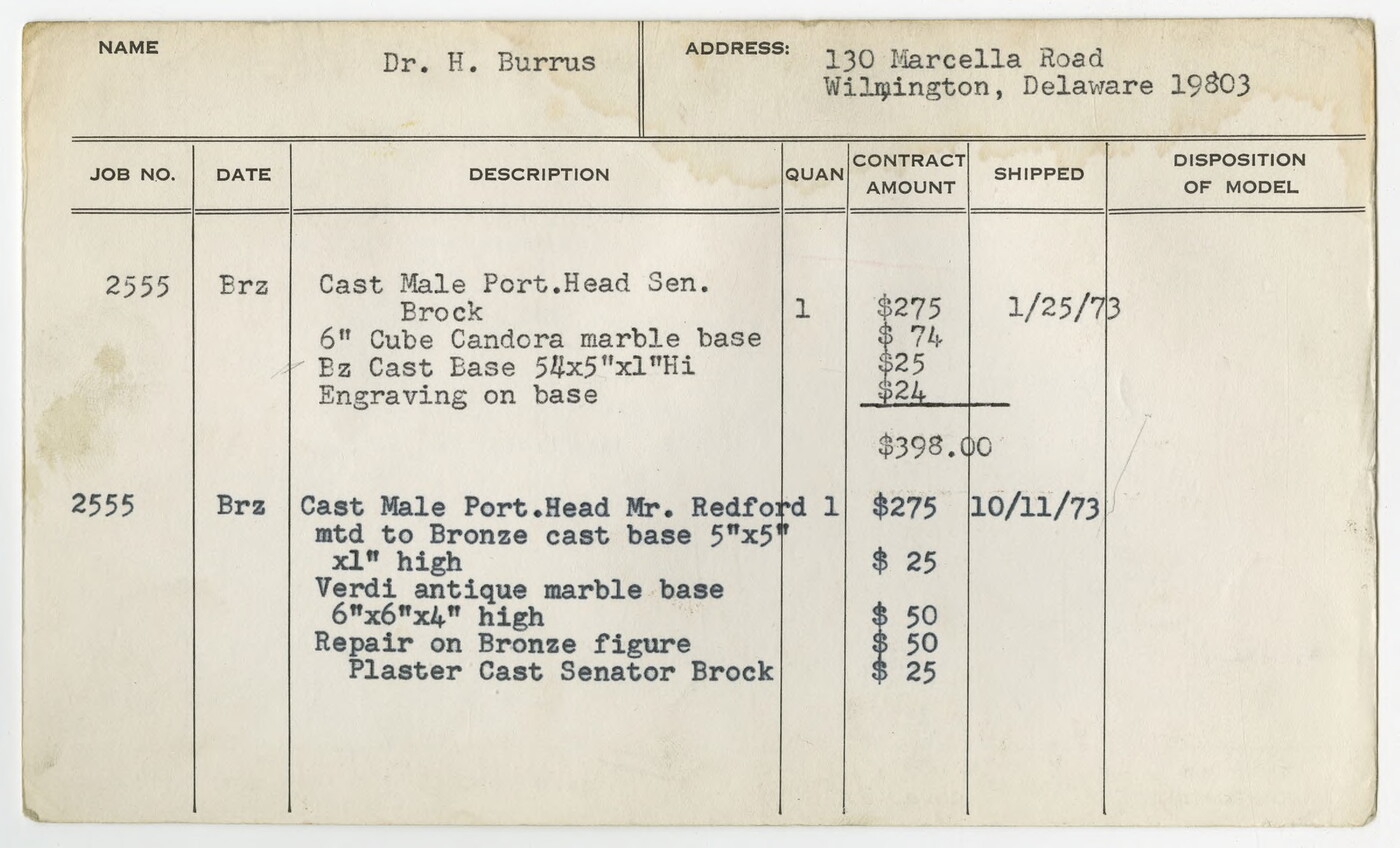 NAME Dr. H. Burrus ADDRESS: 130 Marcella Road
Wilmington, Delaware 19803
JOB NO. DATE DESCRIPTION QUAN CONTRACT AMOUNT SHIPPED DISPOSITION OF MODEL
2555 Brz Cast Male Port.Head Sen.
Brock 1 $275 1/25/73
6" Cube Candora marble base $ 74
Bz Cast Base 54x5"x1"Hi $25
Engraving on base $24
$398.00
2555 Brz Cast Male Port.Head Mr. Redford 1 $275 10/11/73
mtd to Bronze cast base 5"x5"
x1" high $ 25
Verdi antique marble base
6"x6"x4" high $ 50
Repair on Bronze figure $ 50
Plaster Cast Senator Brock $ 25